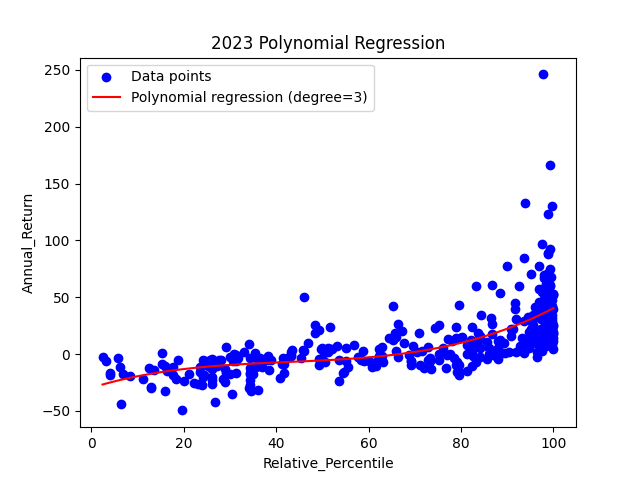 2023 Polynomial Regression
Data points
Polynomial regression (degree=3)
250
200
150
100
50
0
−50
Annual_Return
0
20
40
60
80
100
Relative_Percentile